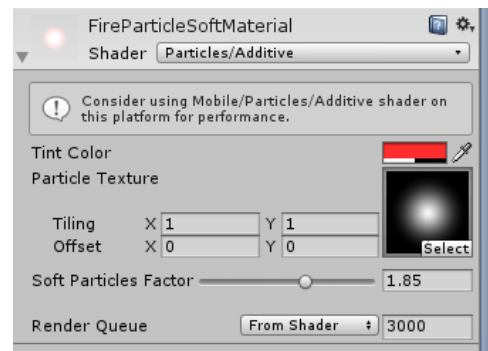 FireParticleSoftMaterial
Shader Particles/Additive
Consider using Mobile/Particles/Additive shader on
this platform for performance.
Tint Color
Particle Texture
Tiling X 1 Y 1
Offset X 0 Y 0
Select
Soft Particles Factor 1.85
Render Queue From Shader 3000